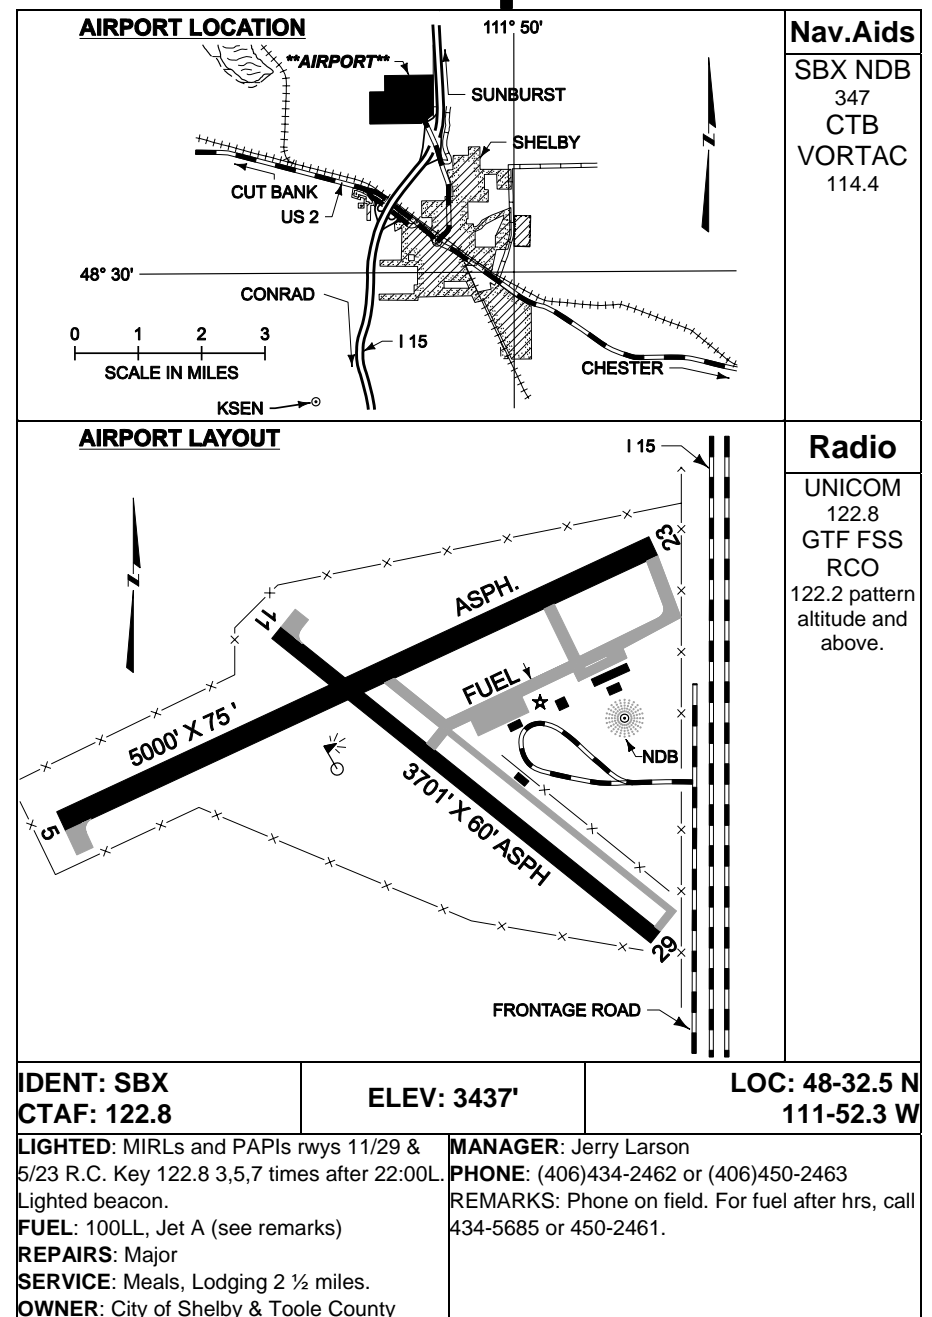 AIRPORT LOCATION
111° 50'
**AIRPORT**
SUNBURST
SHELBY
CUT BANK
US 2
48° 30'
CONRAD
0 1 2 3
I 15
SCALE IN MILES
CHESTER
KSEN
N
Nav.Aids
SBX NDB
347
CTB
VORTAC
114.4
AIRPORT LAYOUT
I 15
N
23
ASPH.
11
FUEL
5000' X 75'
NDB
3701' X 60' ASPH
5
29
FRONTAGE ROAD
Radio
UNICOM
122.8
GTF FSS
RCO
122.2 pattern
altitude and
above.
IDENT: SBX
CTAF: 122.8
ELEV: 3437'
LOC: 48-32.5 N
111-52.3 W
LIGHTED: MIRLs and PAPIs rwys 11/29 &
5/23 R.C. Key 122.8 3,5,7 times after 22:00L.
Lighted beacon.
FUEL: 100LL, Jet A (see remarks)
REPAIRS: Major
SERVICE: Meals, Lodging 2 ½ miles.
OWNER: City of Shelby & Toole County
MANAGER: Jerry Larson
PHONE: (406)434-2462 or (406)450-2463
REMARKS: Phone on field. For fuel after hrs, call
434-5685 or 450-2461.